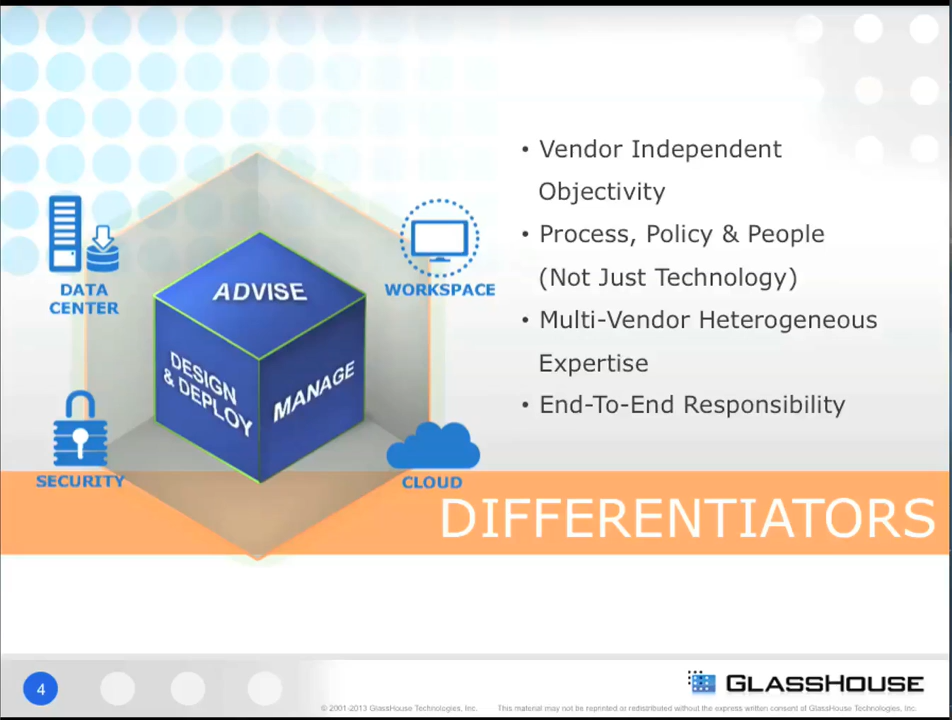 • Vendor Independent
Objectivity
• Process, Policy & People
(Not Just Technology)
• Multi-Vendor Heterogeneous
Expertise
• End-To-End Responsibility
DATA
CENTER
WORKSPACE
ADVISE
DESIGN
& DEPLOY
MANAGE
SECURITY
CLOUD
DIFFERENTIATORS
4
GLASSHOUSE
© 2001-2013 GlassHouse Technologies, Inc. This material may not be reprinted or redistributed without the express written consent of GlassHouse Technologies, Inc.